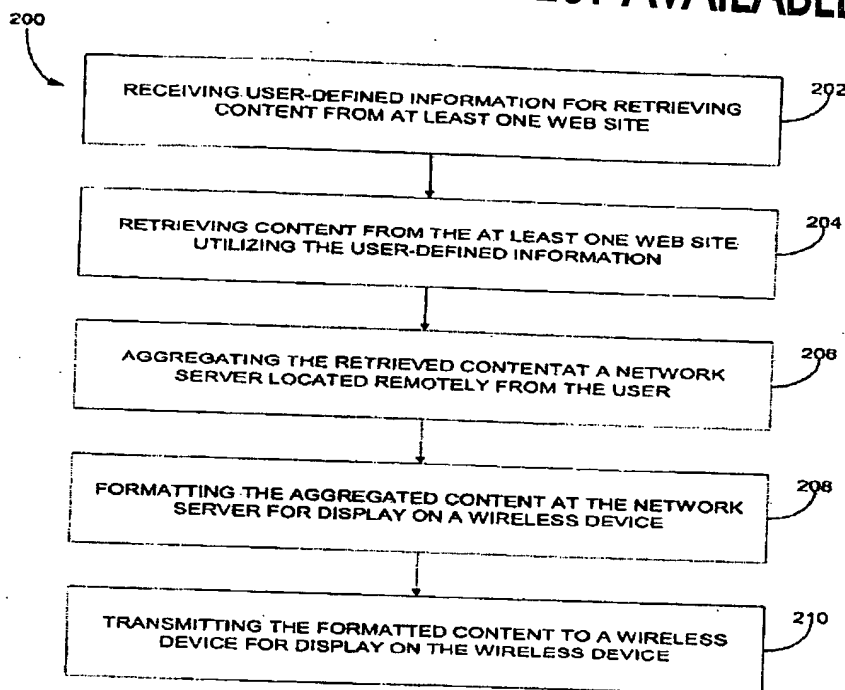 AVAILABLE
200
RECEIVING USER-DEFINED INFORMATION FOR RETRIEVING
CONTENT FROM AT LEAST ONE WEB SITE
202
RETRIEVING CONTENT FROM THE AT LEAST ONE WEB SITE
UTILIZING THE USER-DEFINED INFORMATION
204
AGGREGATING THE RETRIEVED CONTENTAT A NETWORK
SERVER LOCATED REMOTELY FROM THE USER
206
FORMATTING THE AGGREGATED CONTENT AT THE NETWORK
SERVER FOR DISPLAY ON A WIRELESS DEVICE
208
TRANSMITTING THE FORMATTED CONTENT TO A WIRELESS
DEVICE FOR DISPLAY ON THE WIRELESS DEVICE
210